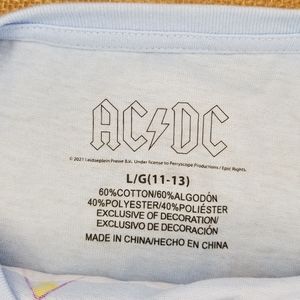 AC⚡DC
© 2021 Leidseplein Presse B.V. Under license to Perryscope Productions / Epic Rights.
L/G(11-13)
60%COTTON/60%ALGODÓN
40%POLYESTER/40%POLIÉSTER
EXCLUSIVE OF DECORATION/
EXCLUSIVO DE DECORACIÓN
MADE IN CHINA/HECHO EN CHINA